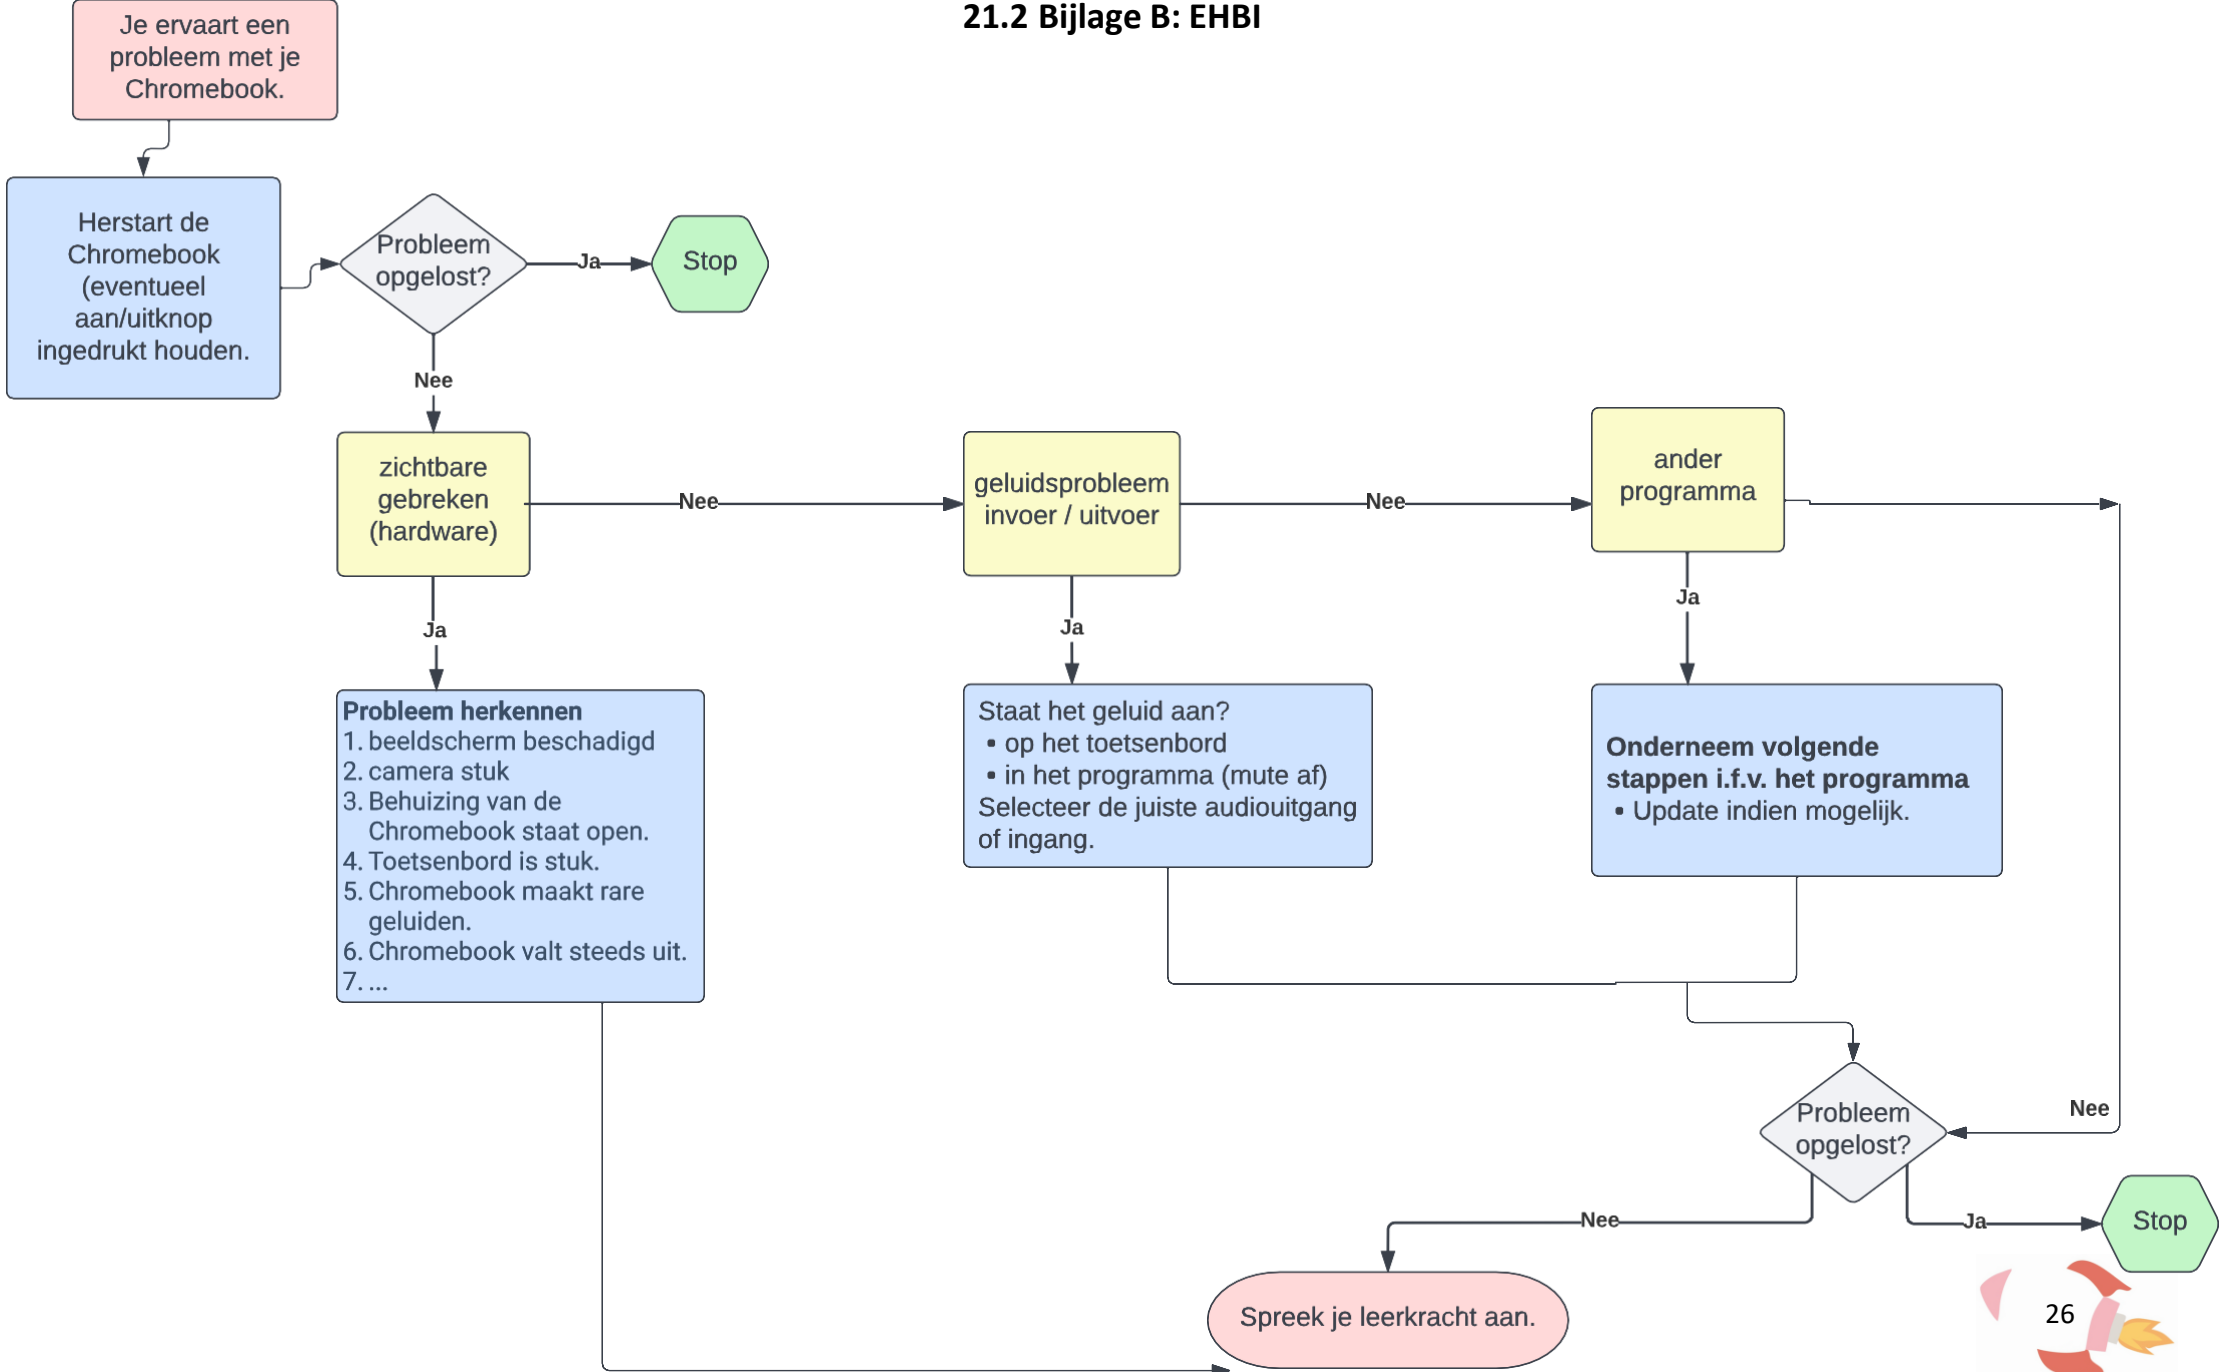 21.2 Bijlage B: EHBI
Je ervaart een
probleem met je
Chromebook.
Herstart de
Chromebook
(eventueel
aan/uitknop
ingedrukt houden.
Probleem
opgelost?
Ja
Stop
Nee
zichtbare
gebreken
(hardware)
Nee
geluidsprobleem
invoer / uitvoer
Nee
ander
programma
Ja
Ja
Ja
Probleem herkennen
1. beeldscherm beschadigd
2. camera stuk
3. Behuizing van de
Chromebook staat open.
4. Toetsenbord is stuk.
5. Chromebook maakt rare
geluiden.
6. Chromebook valt steeds uit.
7. ...
Staat het geluid aan?
• op het toetsenbord
• in het programma (mute af)
Selecteer de juiste audiouitgang
of ingang.
Onderneem volgende
stappen i.f.v. het programma
• Update indien mogelijk.
Nee
Probleem
opgelost?
Nee
Ja
Stop
Spreek je leerkracht aan.
26